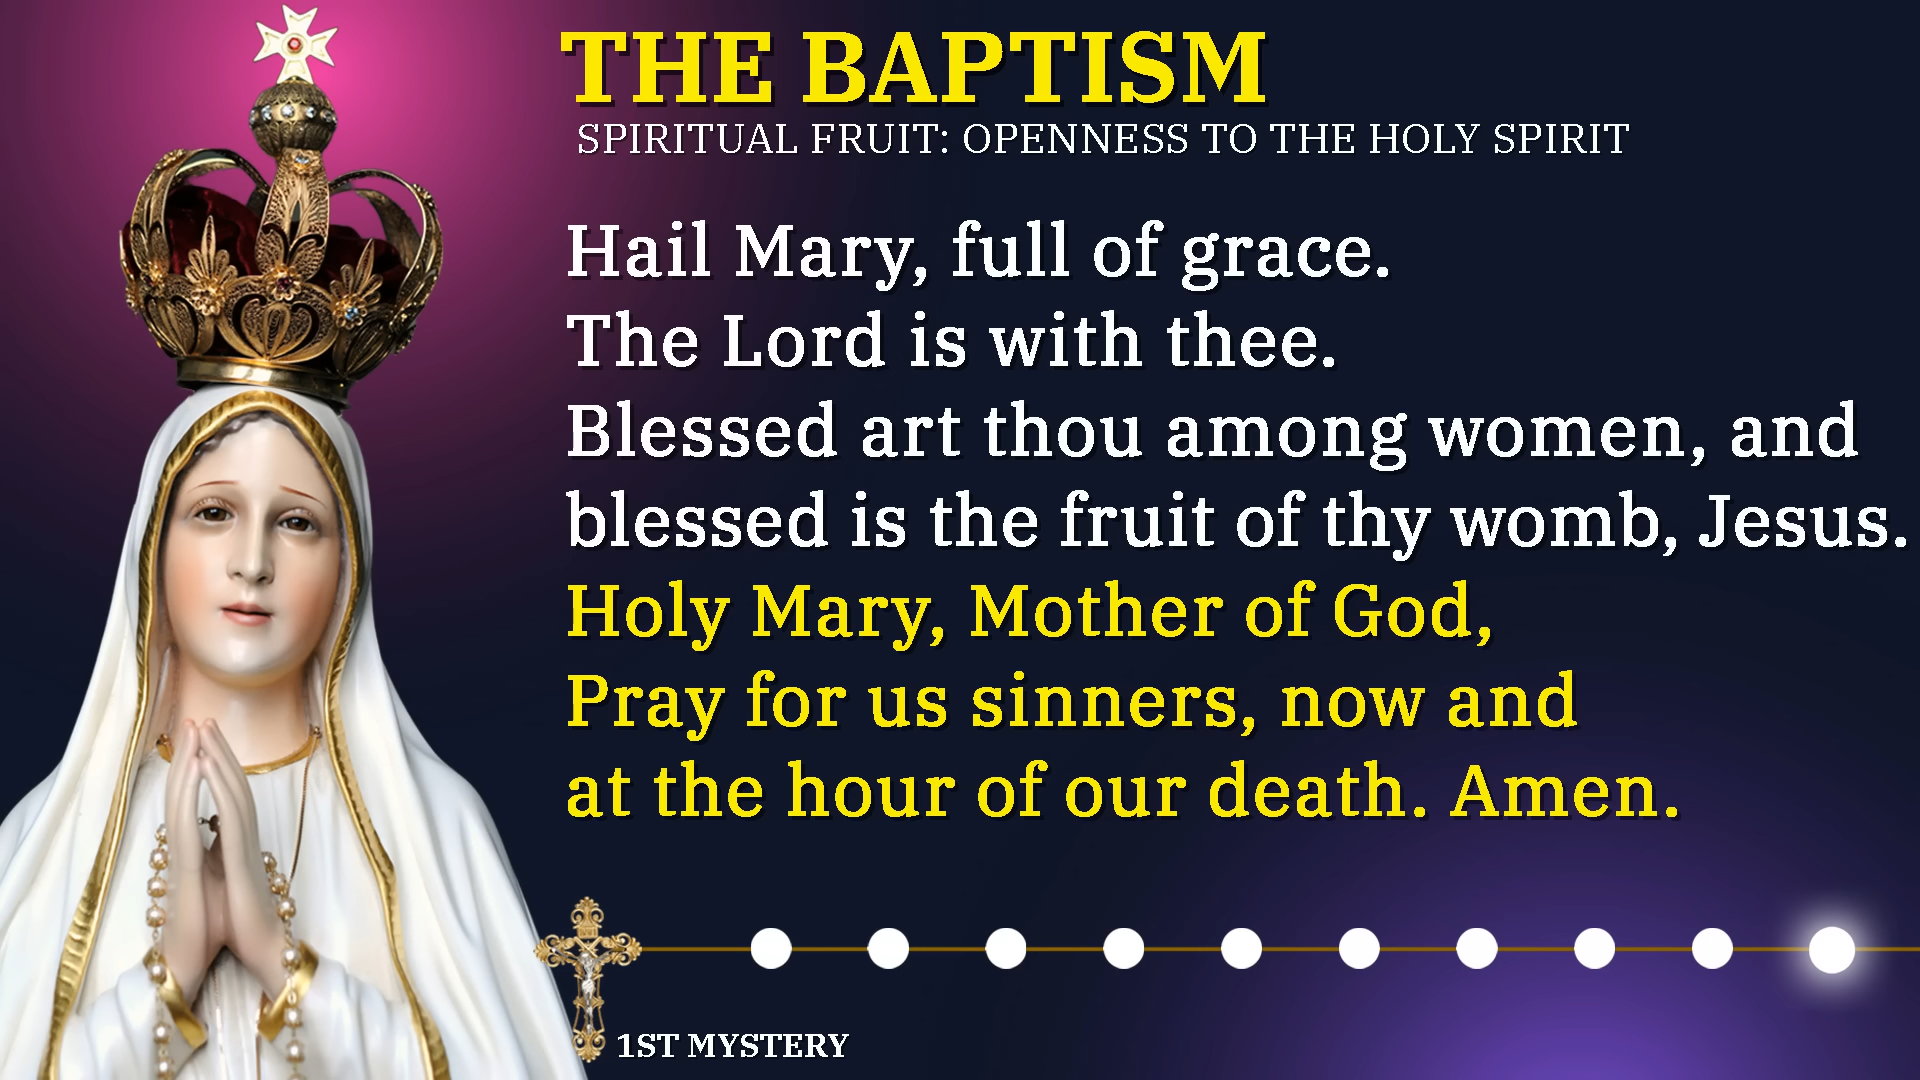 THE BAPTISM
SPIRITUAL FRUIT: OPENNESS TO THE HOLY SPIRIT
Hail Mary, full of grace.
The Lord is with thee.
Blessed art thou among women, and
blessed is the fruit of thy womb, Jesus.
Holy Mary, Mother of God,
Pray for us sinners, now and
at the hour of our death. Amen.
1ST MYSTERY